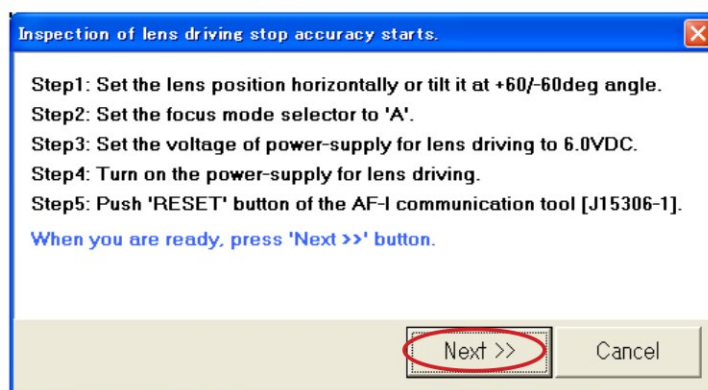 Inspection of lens driving stop accuracy starts.
Step1: Set the lens position horizontally or tilt it at +60/-60deg angle.
Step2: Set the focus mode selector to 'A'.
Step3: Set the voltage of power-supply for lens driving to 6.0VDC.
Step4: Turn on the power-supply for lens driving.
Step5: Push 'RESET' button of the AF-I communication tool [J15306-1].
When you are ready, press 'Next >>' button.
Next >>
Cancel